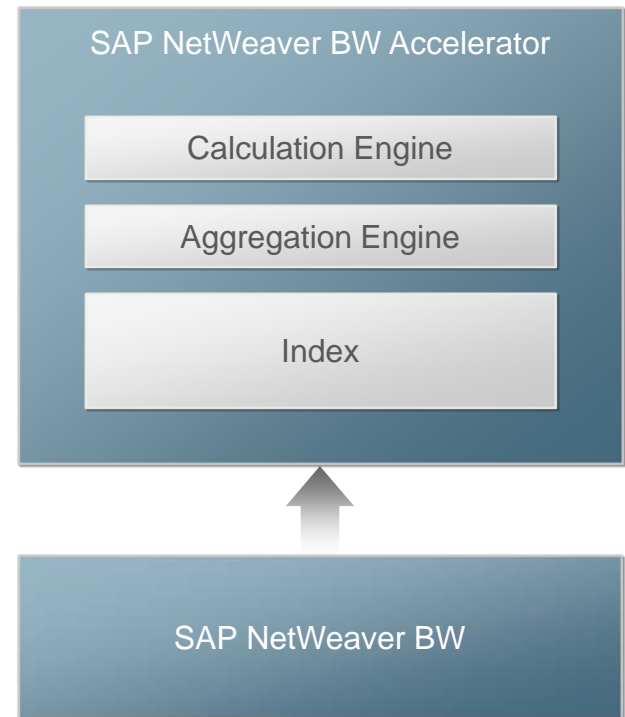 SAP NetWeaver BW Accelerator
Calculation Engine
Aggregation Engine
Index
SAP NetWeaver BW